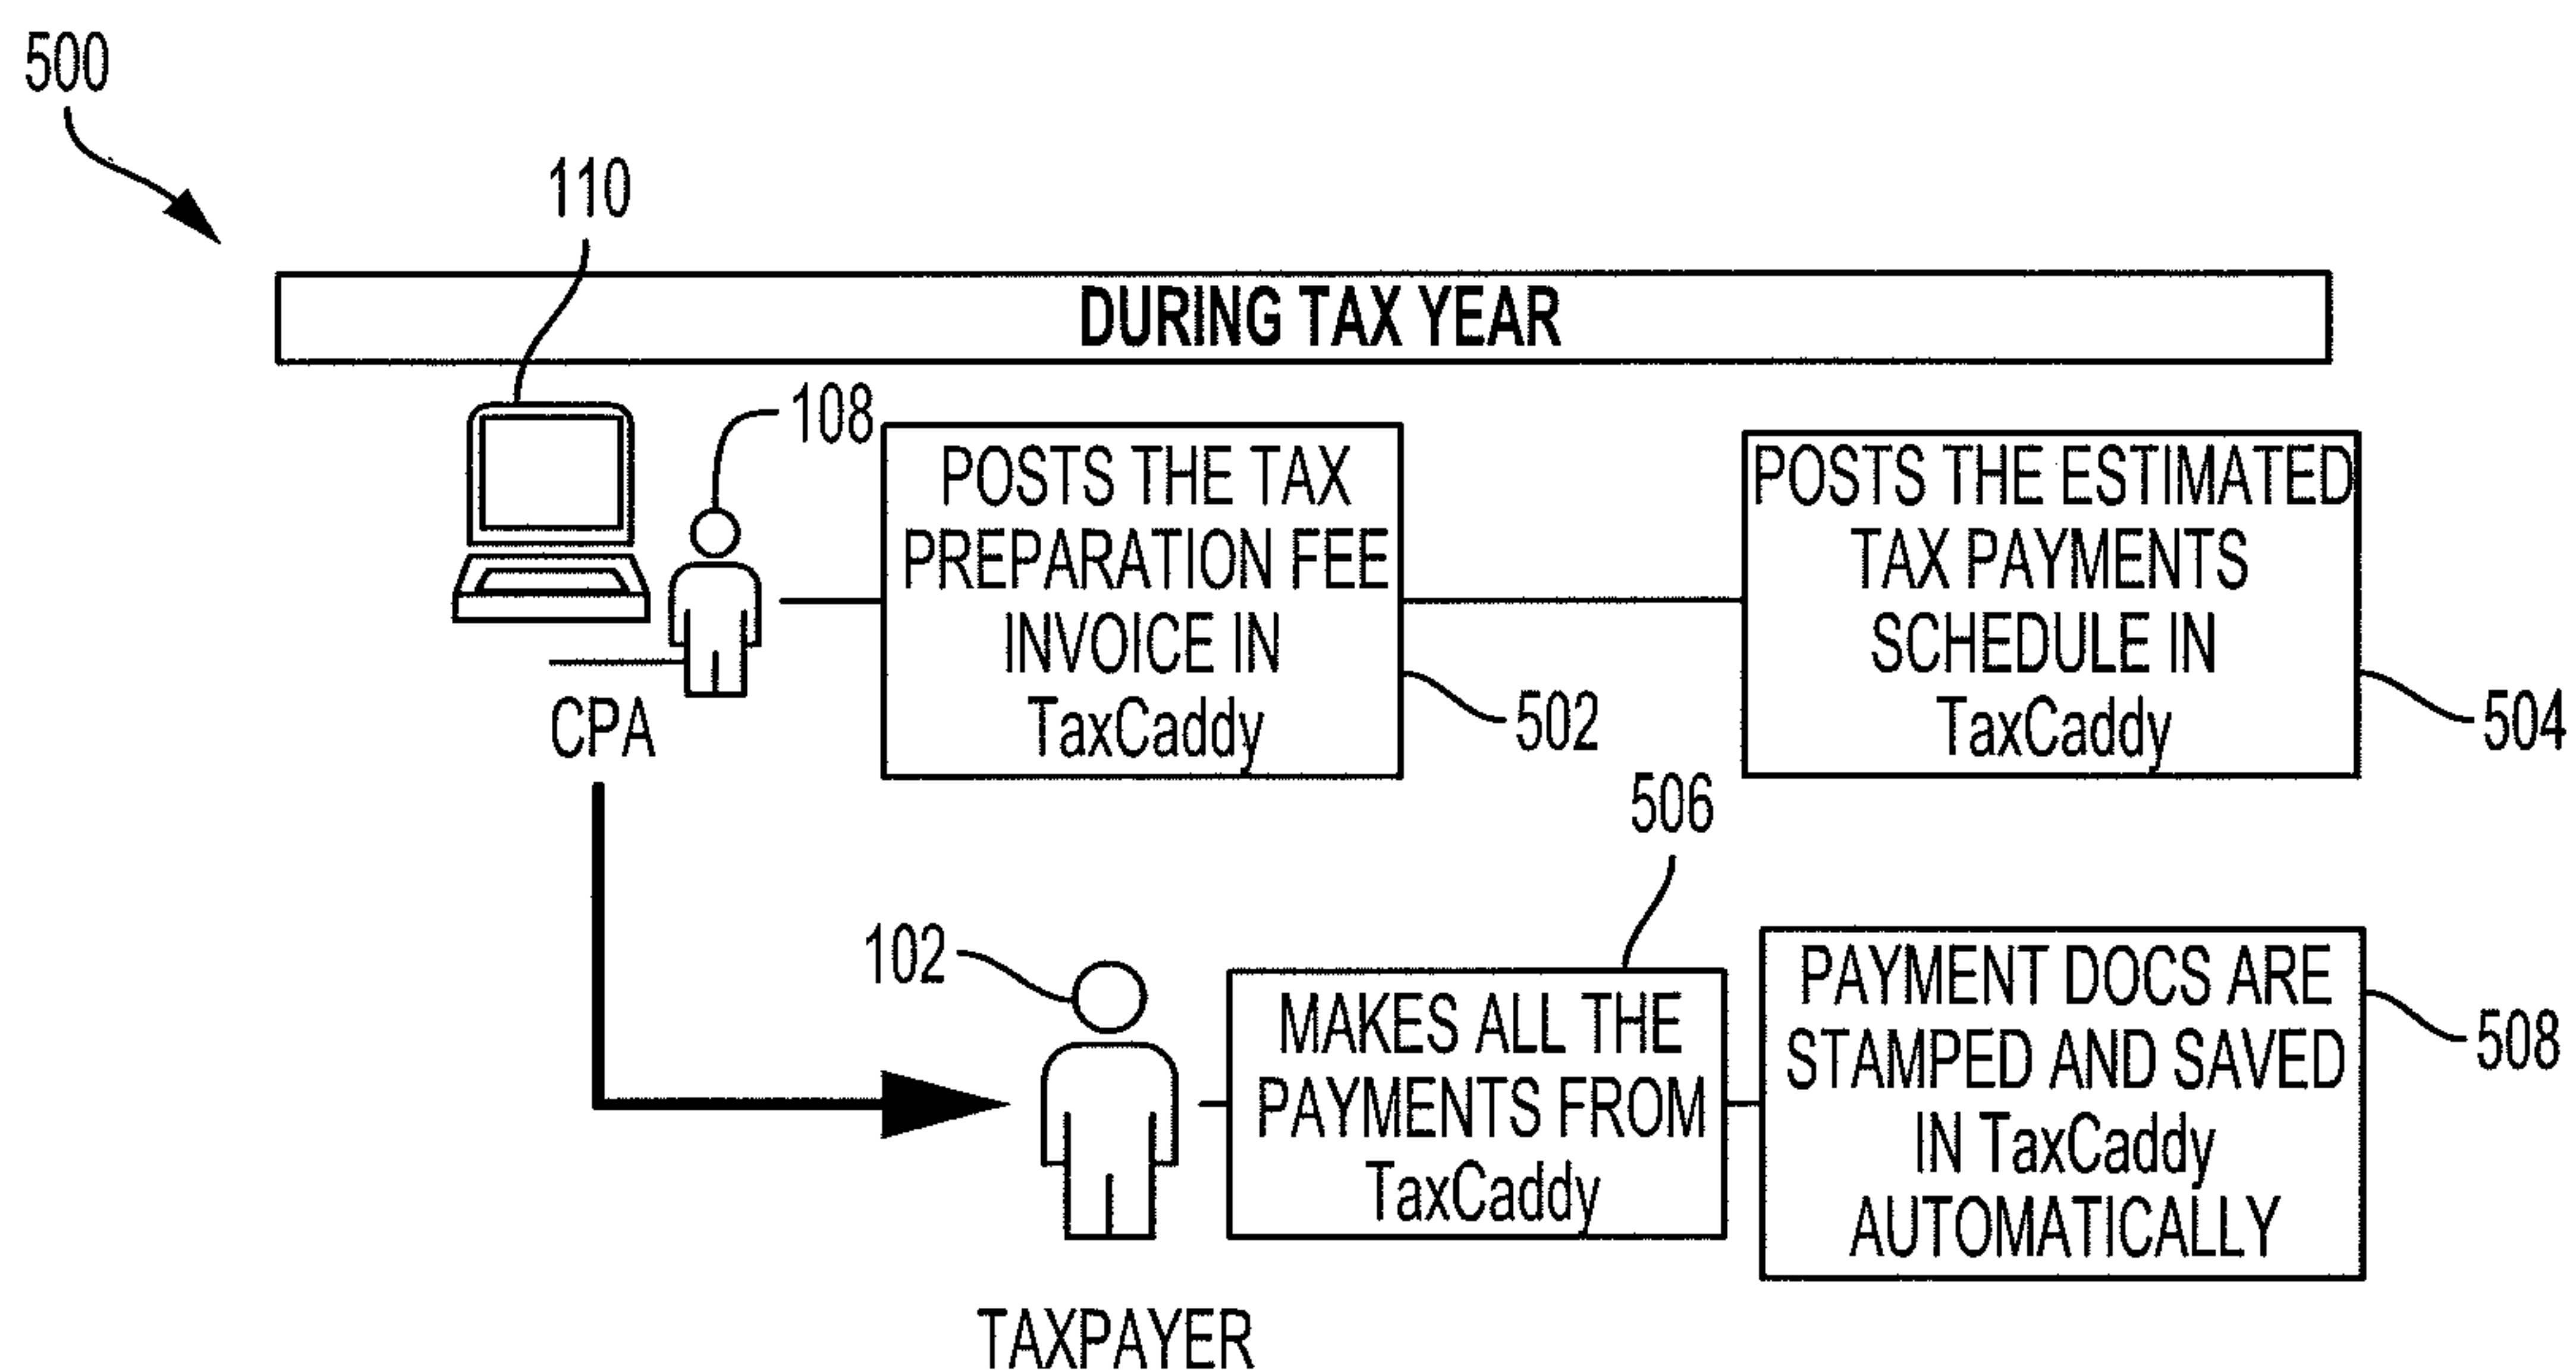 500
110
DURING TAX YEAR
108
POSTS THE TAX
PREPARATION FEE
INVOICE IN
TaxCaddy
502
POSTS THE ESTIMATED
TAX PAYMENTS
SCHEDULE IN
TaxCaddy
504
CPA
506
102
MAKES ALL THE
PAYMENTS FROM
TaxCaddy
PAYMENT DOCS ARE
STAMPED AND SAVED
IN TaxCaddy
AUTOMATICALLY
508
TAXPAYER